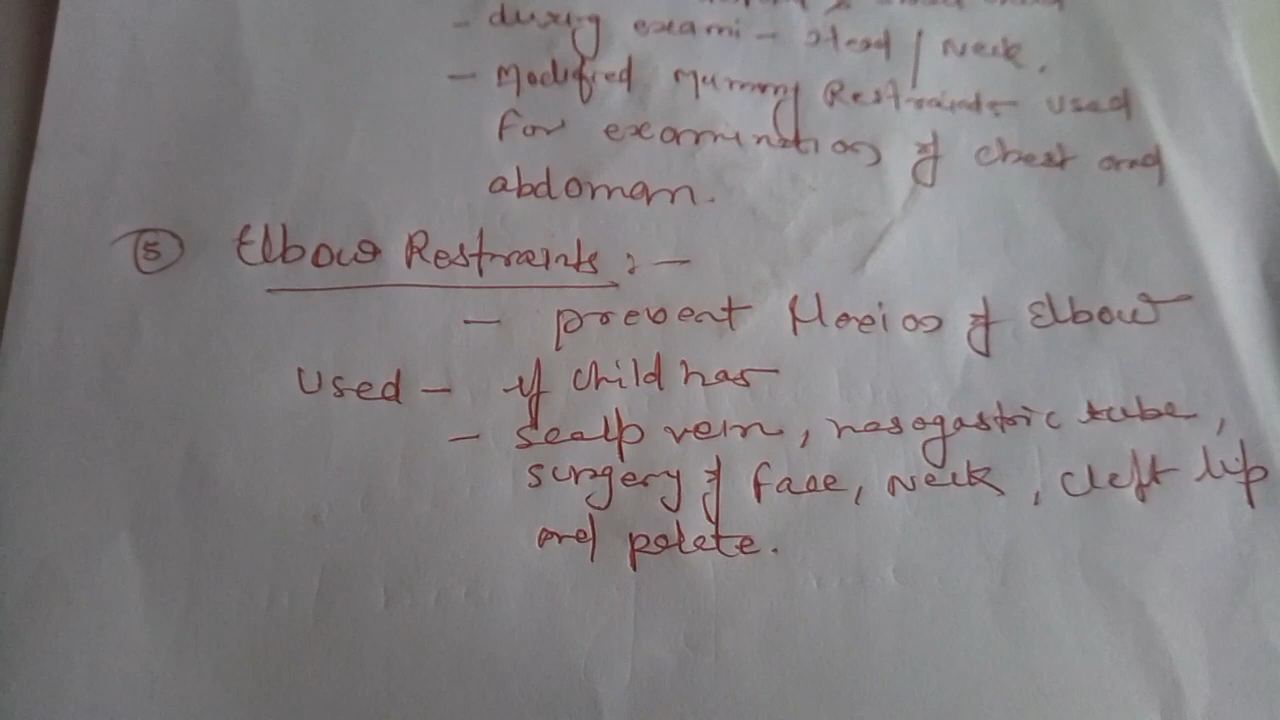 - during exami - Head / Neck.
- Modified Mummy Restraints used
for examination of chest and
abdomen.
⑤ Elbow Restraints : -
- prevent flexion of Elbow
Used - if child has
- scalp vein, nasogastric tube,
surgery of face, Neck, cleft lip
and palate.